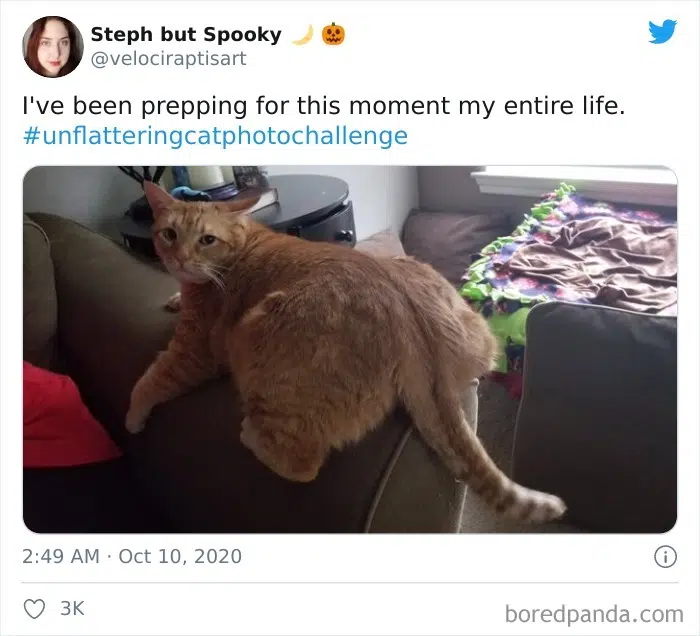 Steph but Spooky 🌙 🎃
@velociraptisart
I've been prepping for this moment my entire life.
#unflatteringcatphotochallenge
2:49 AM · Oct 10, 2020
3K
boredpanda.com